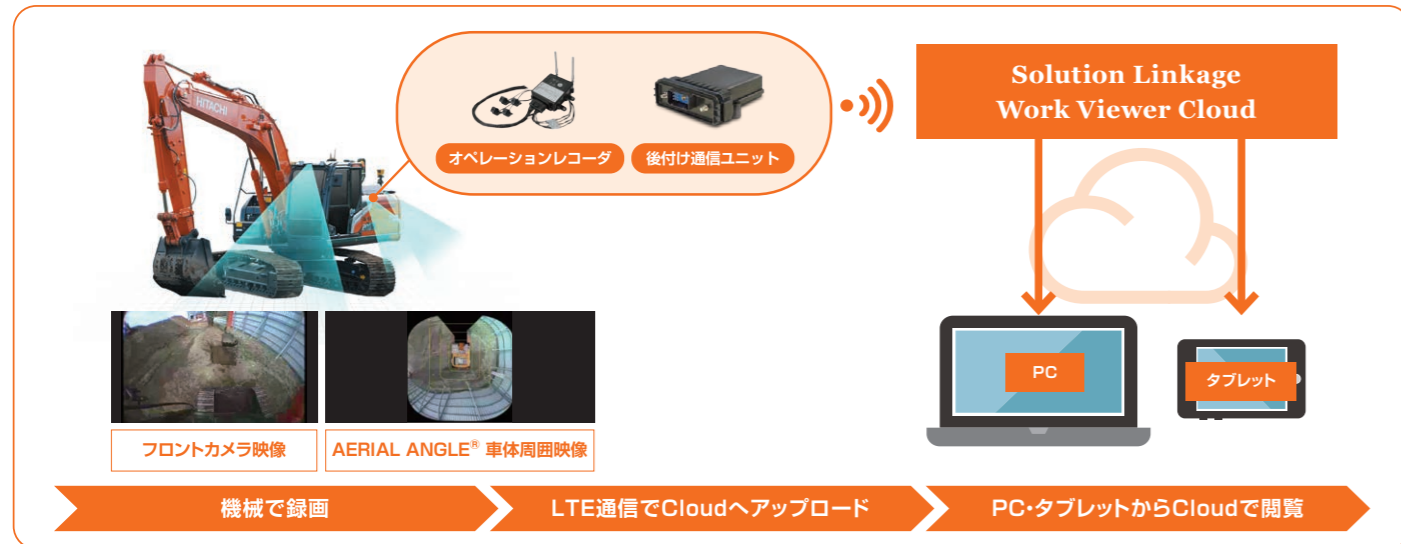 HITACHI
オペレーションレコーダ
後付け通信ユニット
Solution Linkage
Work Viewer Cloud
PC
タブレット
フロントカメラ映像
AERIAL ANGLE® 車体周囲映像
機械で録画
LTE通信でCloudへアップロード
PC・タブレットからCloudで閲覧